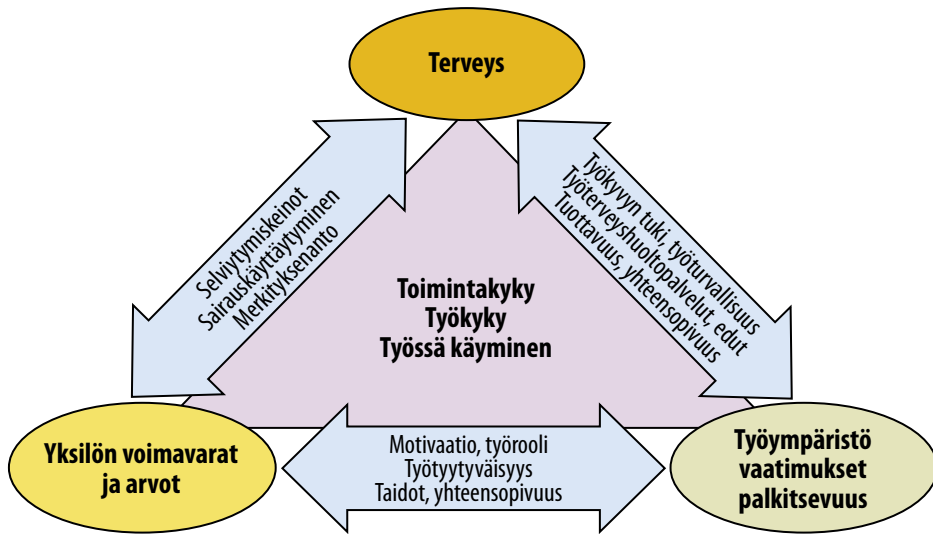 Terveys
Selviytymiskeinot
Sairauskäyttäytyminen
Merkityksenanto
Työkyvyn tuki, työturvallisuus
Työterveyshuoltopalvelut, edut
Tuottavuus, yhteensopivuus
Toimintakyky
Työkyky
Työssä käyminen
Yksilön voimavarat
ja arvot
Motivaatio, työrooli
Työtyytyväisyys
Taidot, yhteensopivuus
Työympäristö
vaatimukset
palkitsevuus